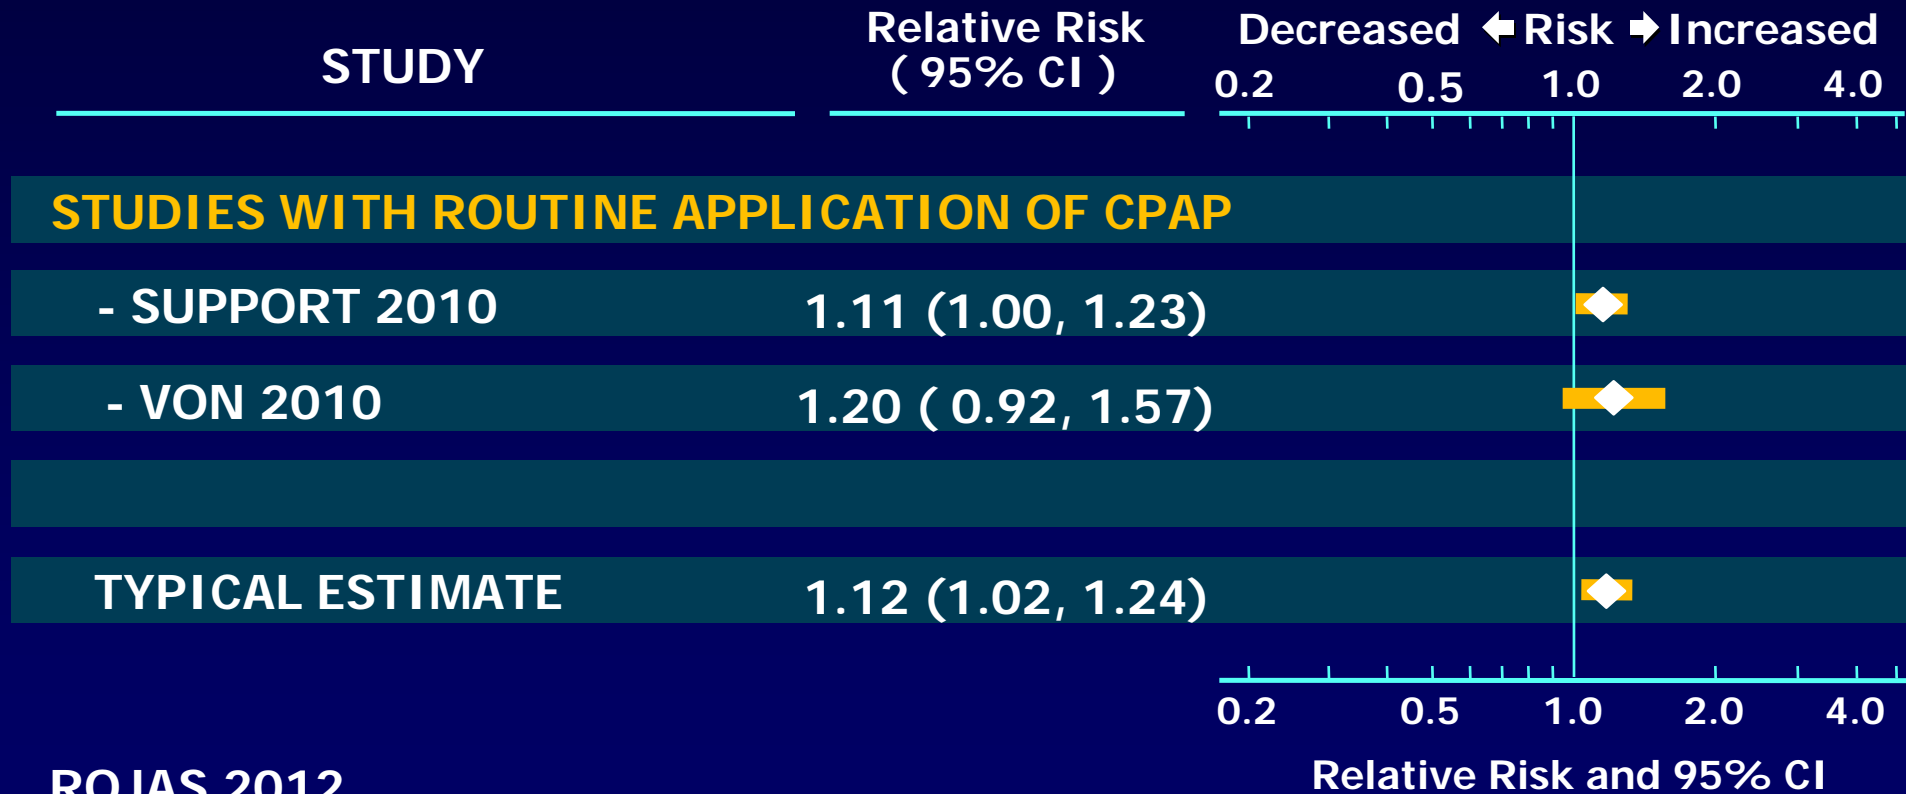 STUDY
Relative Risk
( 95% CI )
Decreased Risk Increased
0.2 0.5 1.0 2.0 4.0
STUDIES WITH ROUTINE APPLICATION OF CPAP
- SUPPORT 2010 1.11 (1.00, 1.23)
- VON 2010 1.20 ( 0.92, 1.57)
TYPICAL ESTIMATE 1.12 (1.02, 1.24)
0.2 0.5 1.0 2.0 4.0
Relative Risk and 95% CI
ROJAS 2012